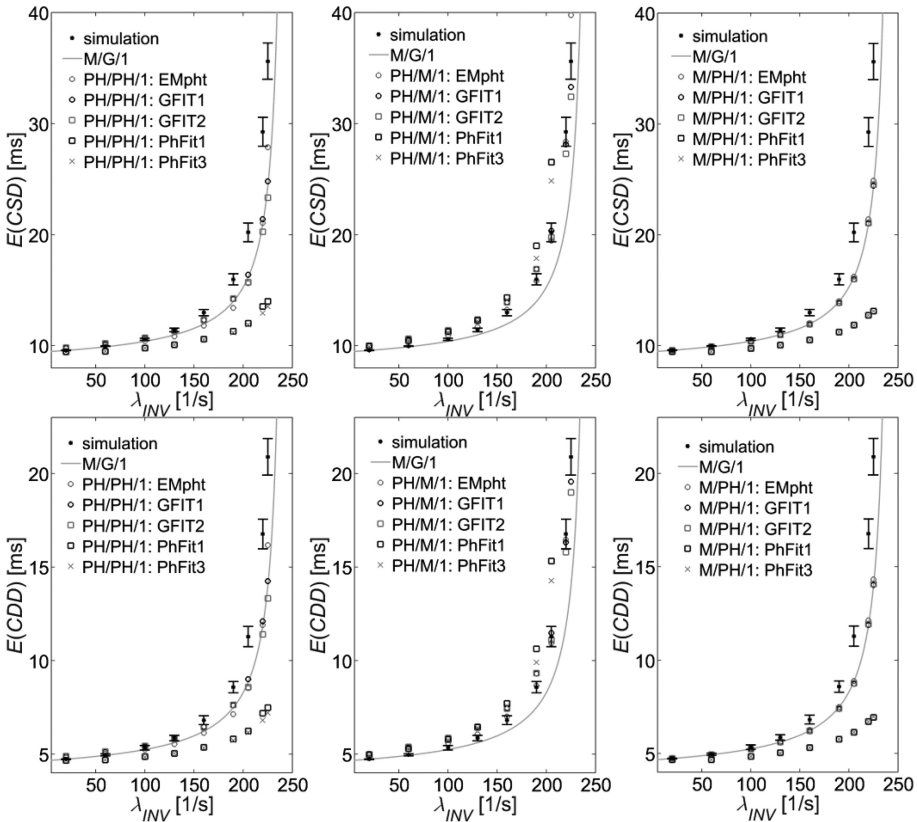 40
30
20
10
E(CSD) [ms]
simulation
M/G/1
PH/PH/1: EMpht
PH/PH/1: GFIT1
PH/PH/1: GFIT2
PH/PH/1: PhFit1
PH/PH/1: PhFit3
50 100 150 200 250
λINV [1/s]
40
30
20
10
E(CSD) [ms]
simulation
M/G/1
PH/M/1: EMpht
PH/M/1: GFIT1
PH/M/1: GFIT2
PH/M/1: PhFit1
PH/M/1: PhFit3
50 100 150 200 250
λINV [1/s]
40
30
20
10
E(CSD) [ms]
simulation
M/G/1
M/PH/1: EMpht
M/PH/1: GFIT1
M/PH/1: GFIT2
M/PH/1: PhFit1
M/PH/1: PhFit3
50 100 150 200 250
λINV [1/s]
20
15
10
5
E(CDD) [ms]
simulation
M/G/1
PH/PH/1: EMpht
PH/PH/1: GFIT1
PH/PH/1: GFIT2
PH/PH/1: PhFit1
PH/PH/1: PhFit3
50 100 150 200 250
λINV [1/s]
20
15
10
5
E(CDD) [ms]
simulation
M/G/1
PH/M/1: EMpht
PH/M/1: GFIT1
PH/M/1: GFIT2
PH/M/1: PhFit1
PH/M/1: PhFit3
50 100 150 200 250
λINV [1/s]
20
15
10
5
E(CDD) [ms]
simulation
M/G/1
M/PH/1: EMpht
M/PH/1: GFIT1
M/PH/1: GFIT2
M/PH/1: PhFit1
M/PH/1: PhFit3
50 100 150 200 250
λINV [1/s]